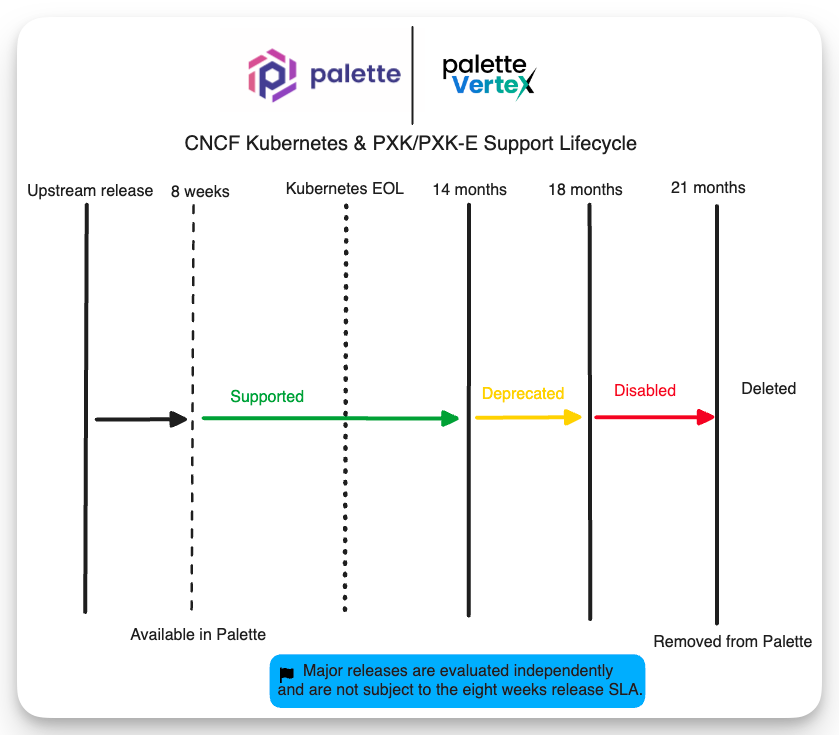 palette
palette
VerteX
CNCF Kubernetes & PXK/PXK-E Support Lifecycle
Upstream release
8 weeks
Kubernetes EOL
14 months
18 months
21 months
Supported
Deprecated
Disabled
Deleted
Available in Palette
Removed from Palette
Major releases are evaluated independently
and are not subject to the eight weeks release SLA.